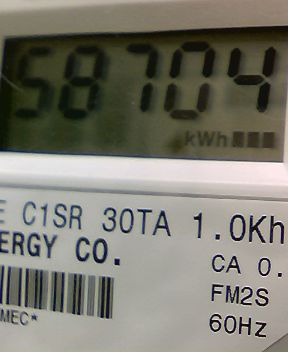 58704
kWh
E C1SR 30TA 1.0Kh
ERGY CO.
CA 0.
FM2S
MEC*
60HZ